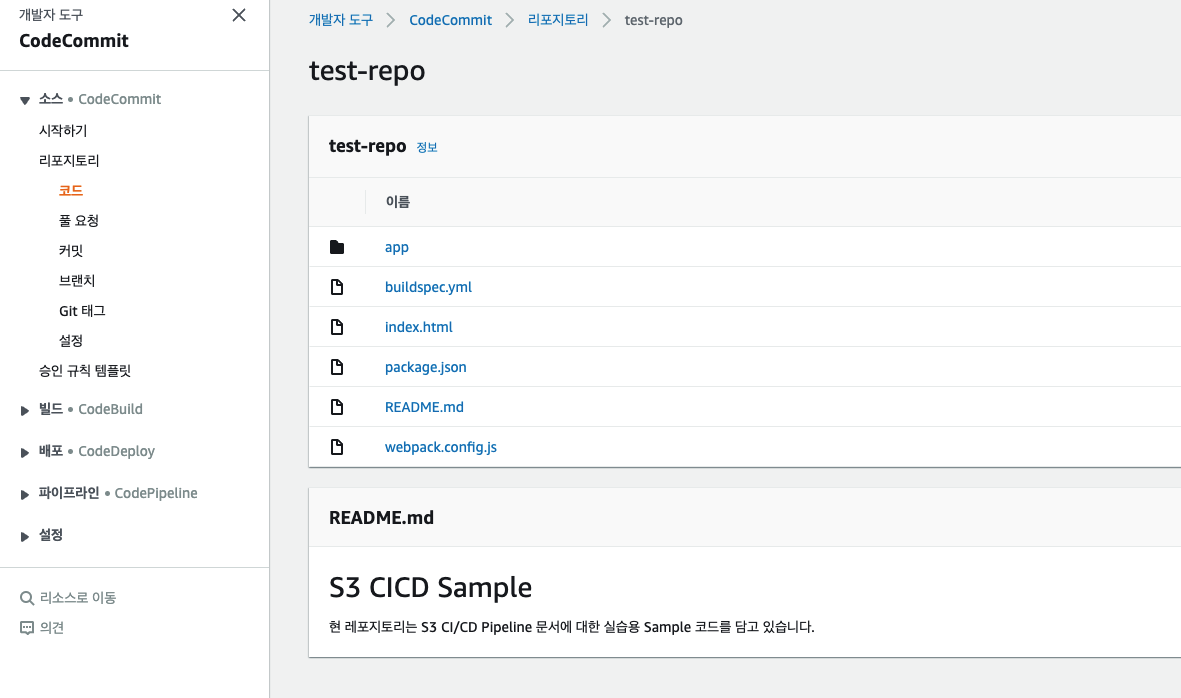 개발자 도구
CodeCommit
소스 • CodeCommit
시작하기
리포지토리
코드
풀 요청
커밋
브랜치
Git 태그
설정
승인 규칙 템플릿
빌드 • CodeBuild
배포 • CodeDeploy
파이프라인 • CodePipeline
설정
리소스로 이동
의견
개발자 도구 > CodeCommit > 리포지토리 > test-repo
test-repo
test-repo 정보
이름
app
buildspec.yml
index.html
package.json
README.md
webpack.config.js
README.md
S3 CICD Sample
현 레포지토리는 S3 CI/CD Pipeline 문서에 대한 실습용 Sample 코드를 담고 있습니다.